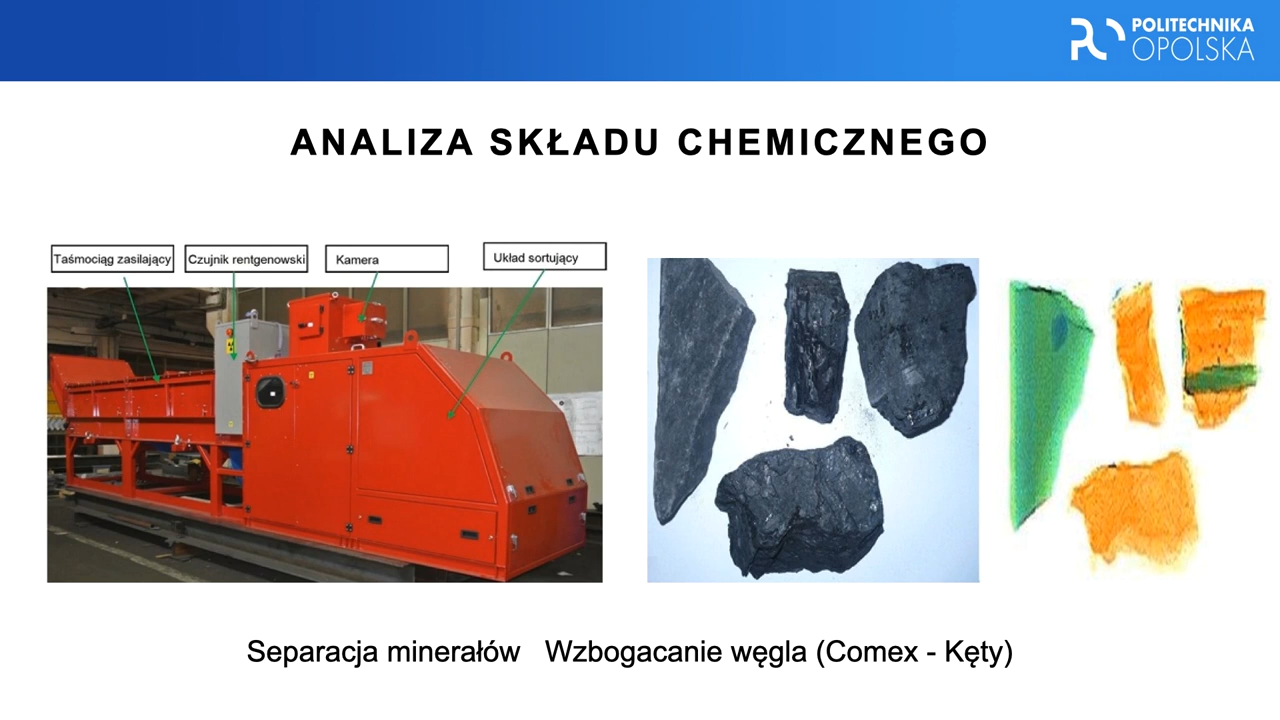 POLITECHNIKA
OPOLSKA
ANALIZA SKŁADU CHEMICZNEGO
Taśmociąg zasilający
Czujnik rentgenowski
Kamera
Układ sortujący
Separacja minerałów Wzbogacanie węgla (Comex - Kęty)